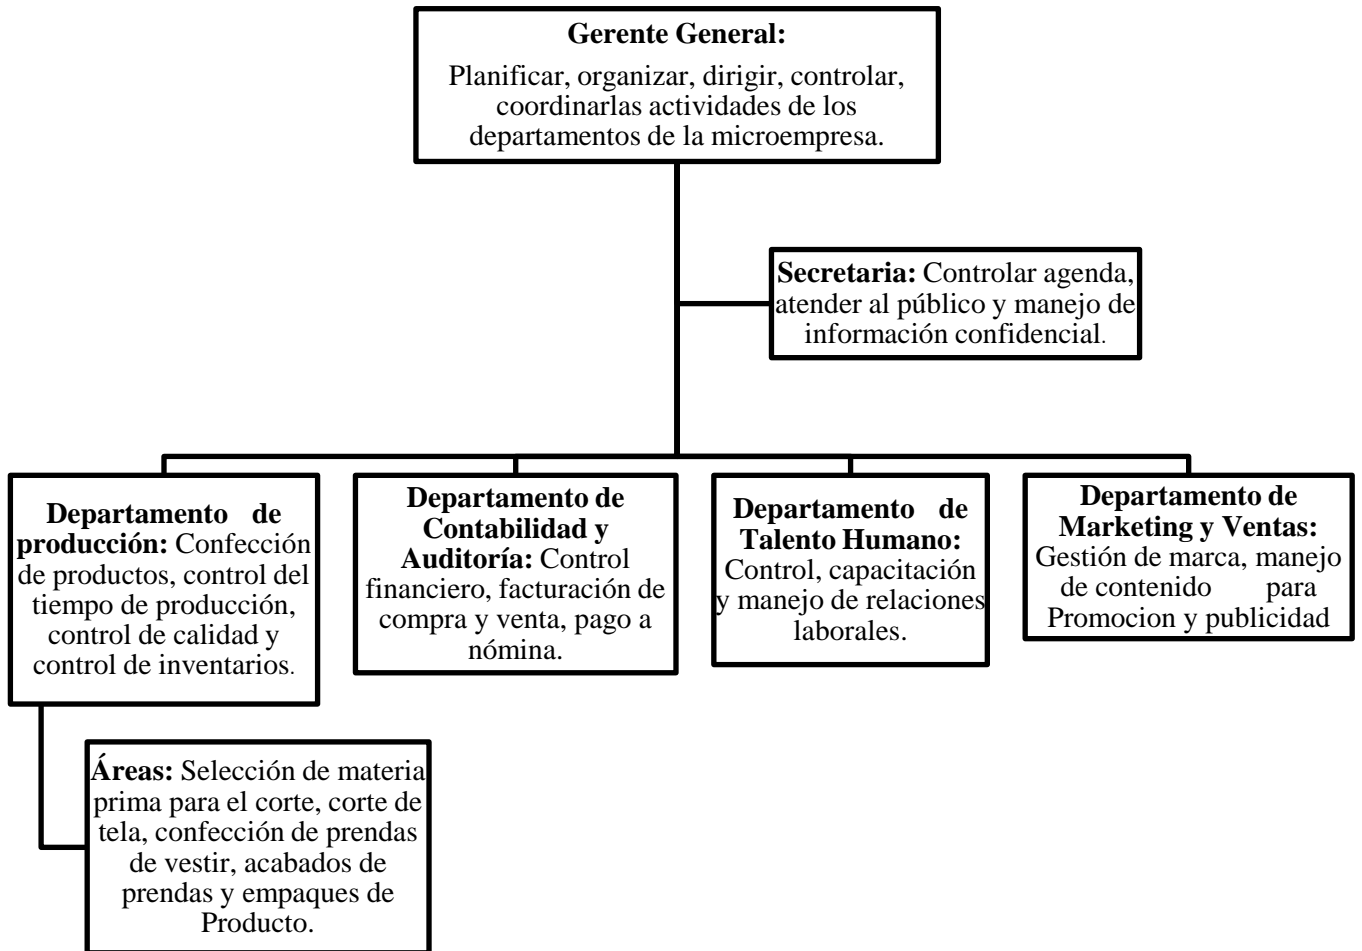 Gerente General:
Planificar, organizar, dirigir, controlar,
coordinarlas actividades de los
departamentos de la microempresa.
Secretaria: Controlar agenda,
atender al público y manejo de
información confidencial.
Departamento de
producción: Confección
de productos, control del
tiempo de producción,
control de calidad y
control de inventarios.
Departamento de
Contabilidad y
Auditoría: Control
financiero, facturación de
compra y venta, pago a
nómina.
Departamento de
Talento Humano:
Control, capacitación
y manejo de relaciones
laborales.
Departamento de
Marketing y Ventas:
Gestión de marca, manejo
de contenido para
Promocion y publicidad
Áreas: Selección de materia
prima para el corte, corte de
tela, confección de prendas
de vestir, acabados de
prendas y empaques de
Producto.